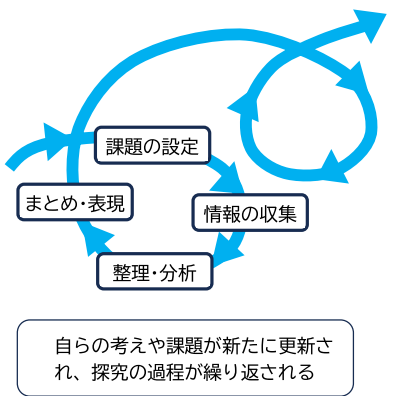 課題の設定
情報の収集
整理・分析
まとめ・表現
自らの考えや課題が新たに更新さ
れ、探究の過程が繰り返される